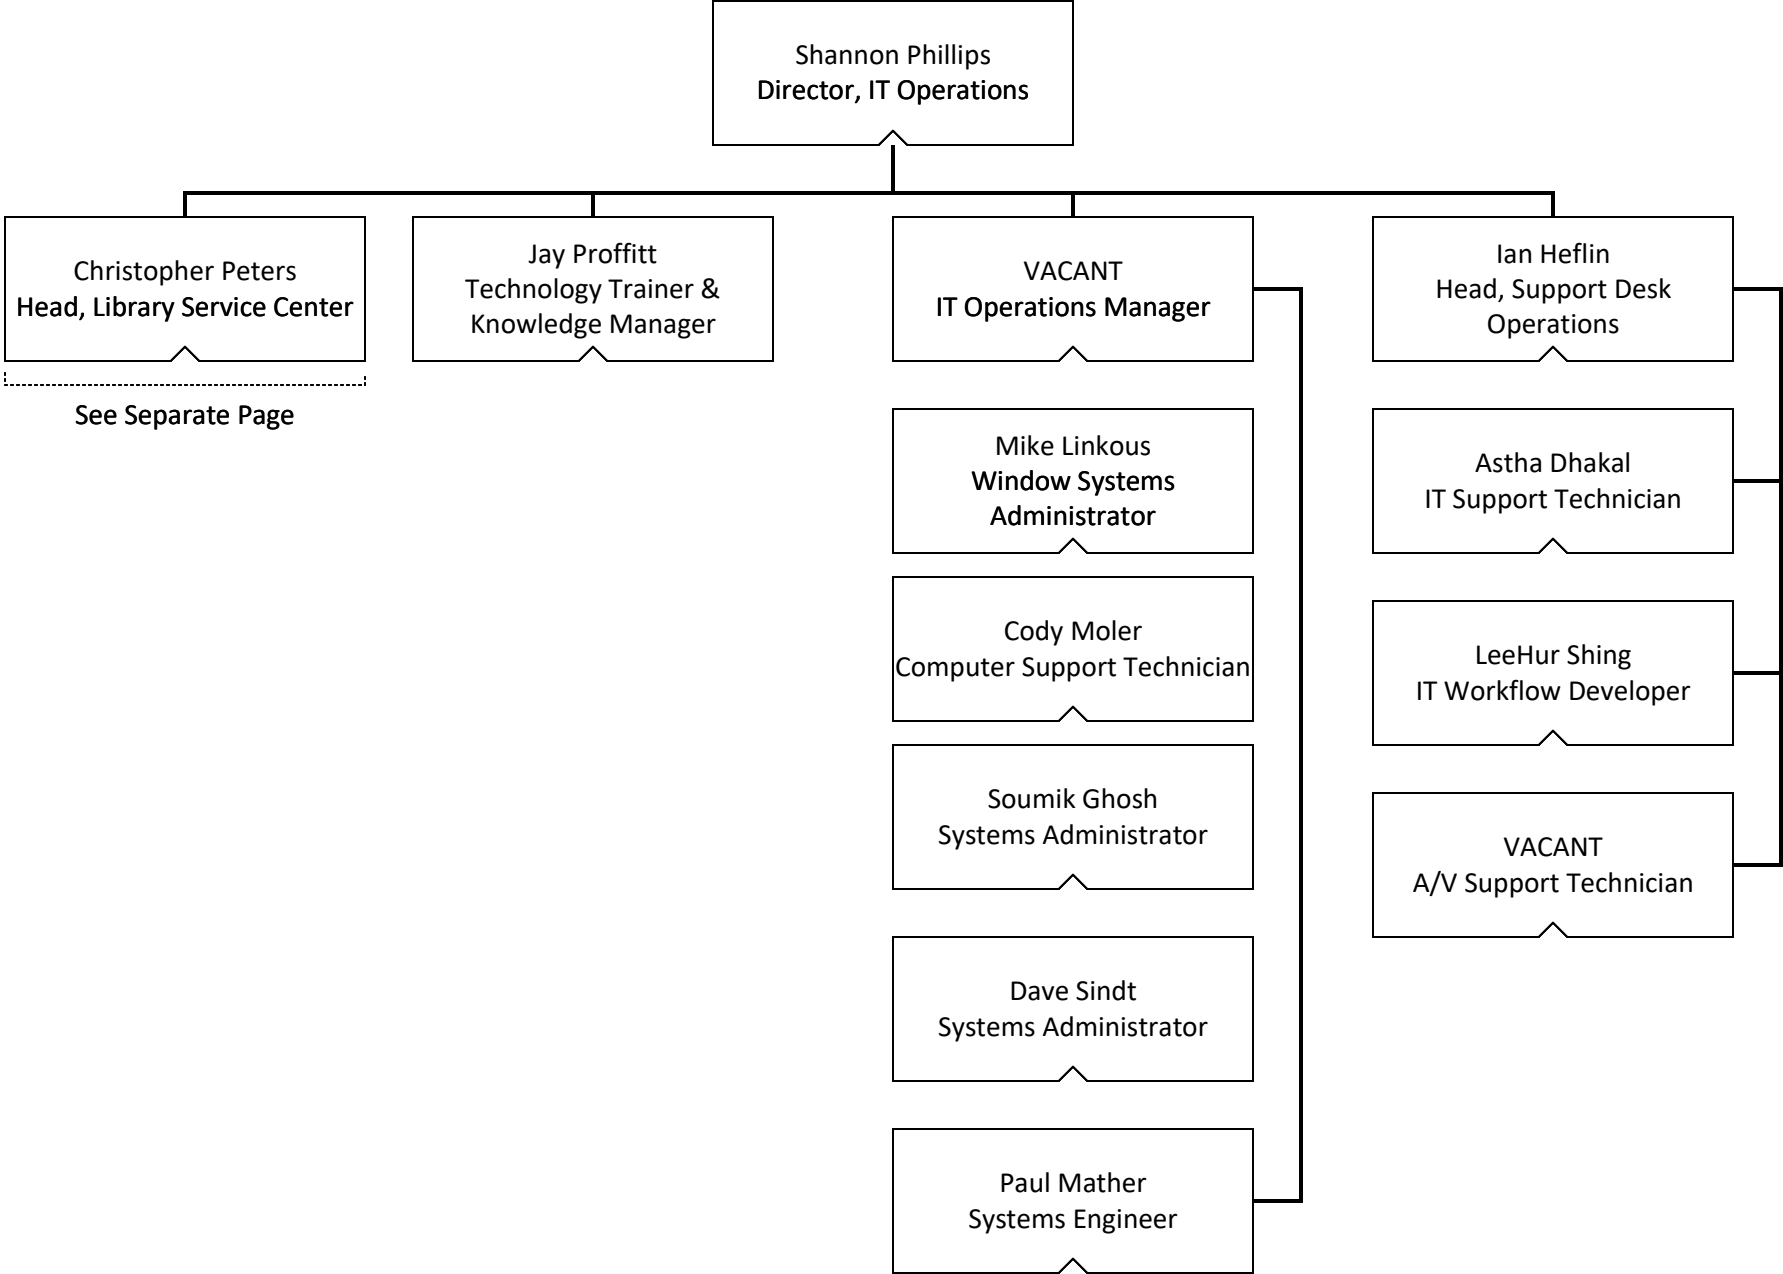 Shannon Phillips
Director, IT Operations
Christopher Peters
Head, Library Service Center
See Separate Page
Jay Proffitt
Technology Trainer &
Knowledge Manager
VACANT
IT Operations Manager
Mike Linkous
Window Systems
Administrator
Cody Moler
Computer Support Technician
Soumik Ghosh
Systems Administrator
Dave Sindt
Systems Administrator
Paul Mather
Systems Engineer
Ian Heflin
Head, Support Desk
Operations
Astha Dhakal
IT Support Technician
LeeHur Shing
IT Workflow Developer
VACANT
A/V Support Technician